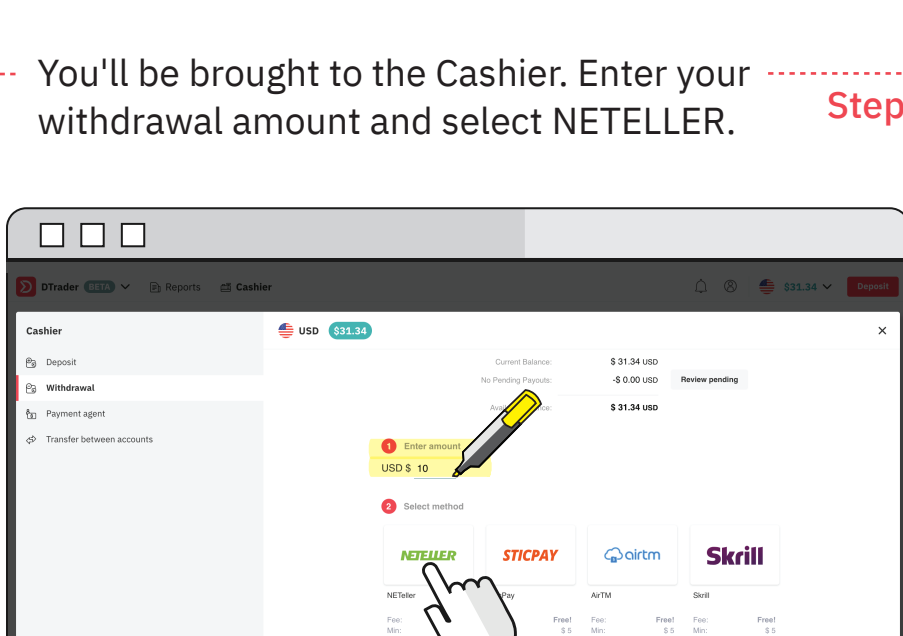 You'll be brought to the Cashier. Enter your
withdrawal amount and select NETELLER.
Step
DTrader BETA Reports Cashier $31.34 Deposit
Cashier USD $31.34
Deposit
Withdrawal
Payment agent
Transfer between accounts
Current Balance: $ 31.34 USD
No Pending Payouts: -$ 0.00 USD Review pending
$ 31.34 USD
1 Enter amount
USD $ 10
2 Select method
NETELLER STICPAY airtm Skrill
NETeller Pay AirTM Skrill
Fee: Free! Fee: Free! Fee: Free!
Min: $ 5 Min: $ 5 Min: $ 5